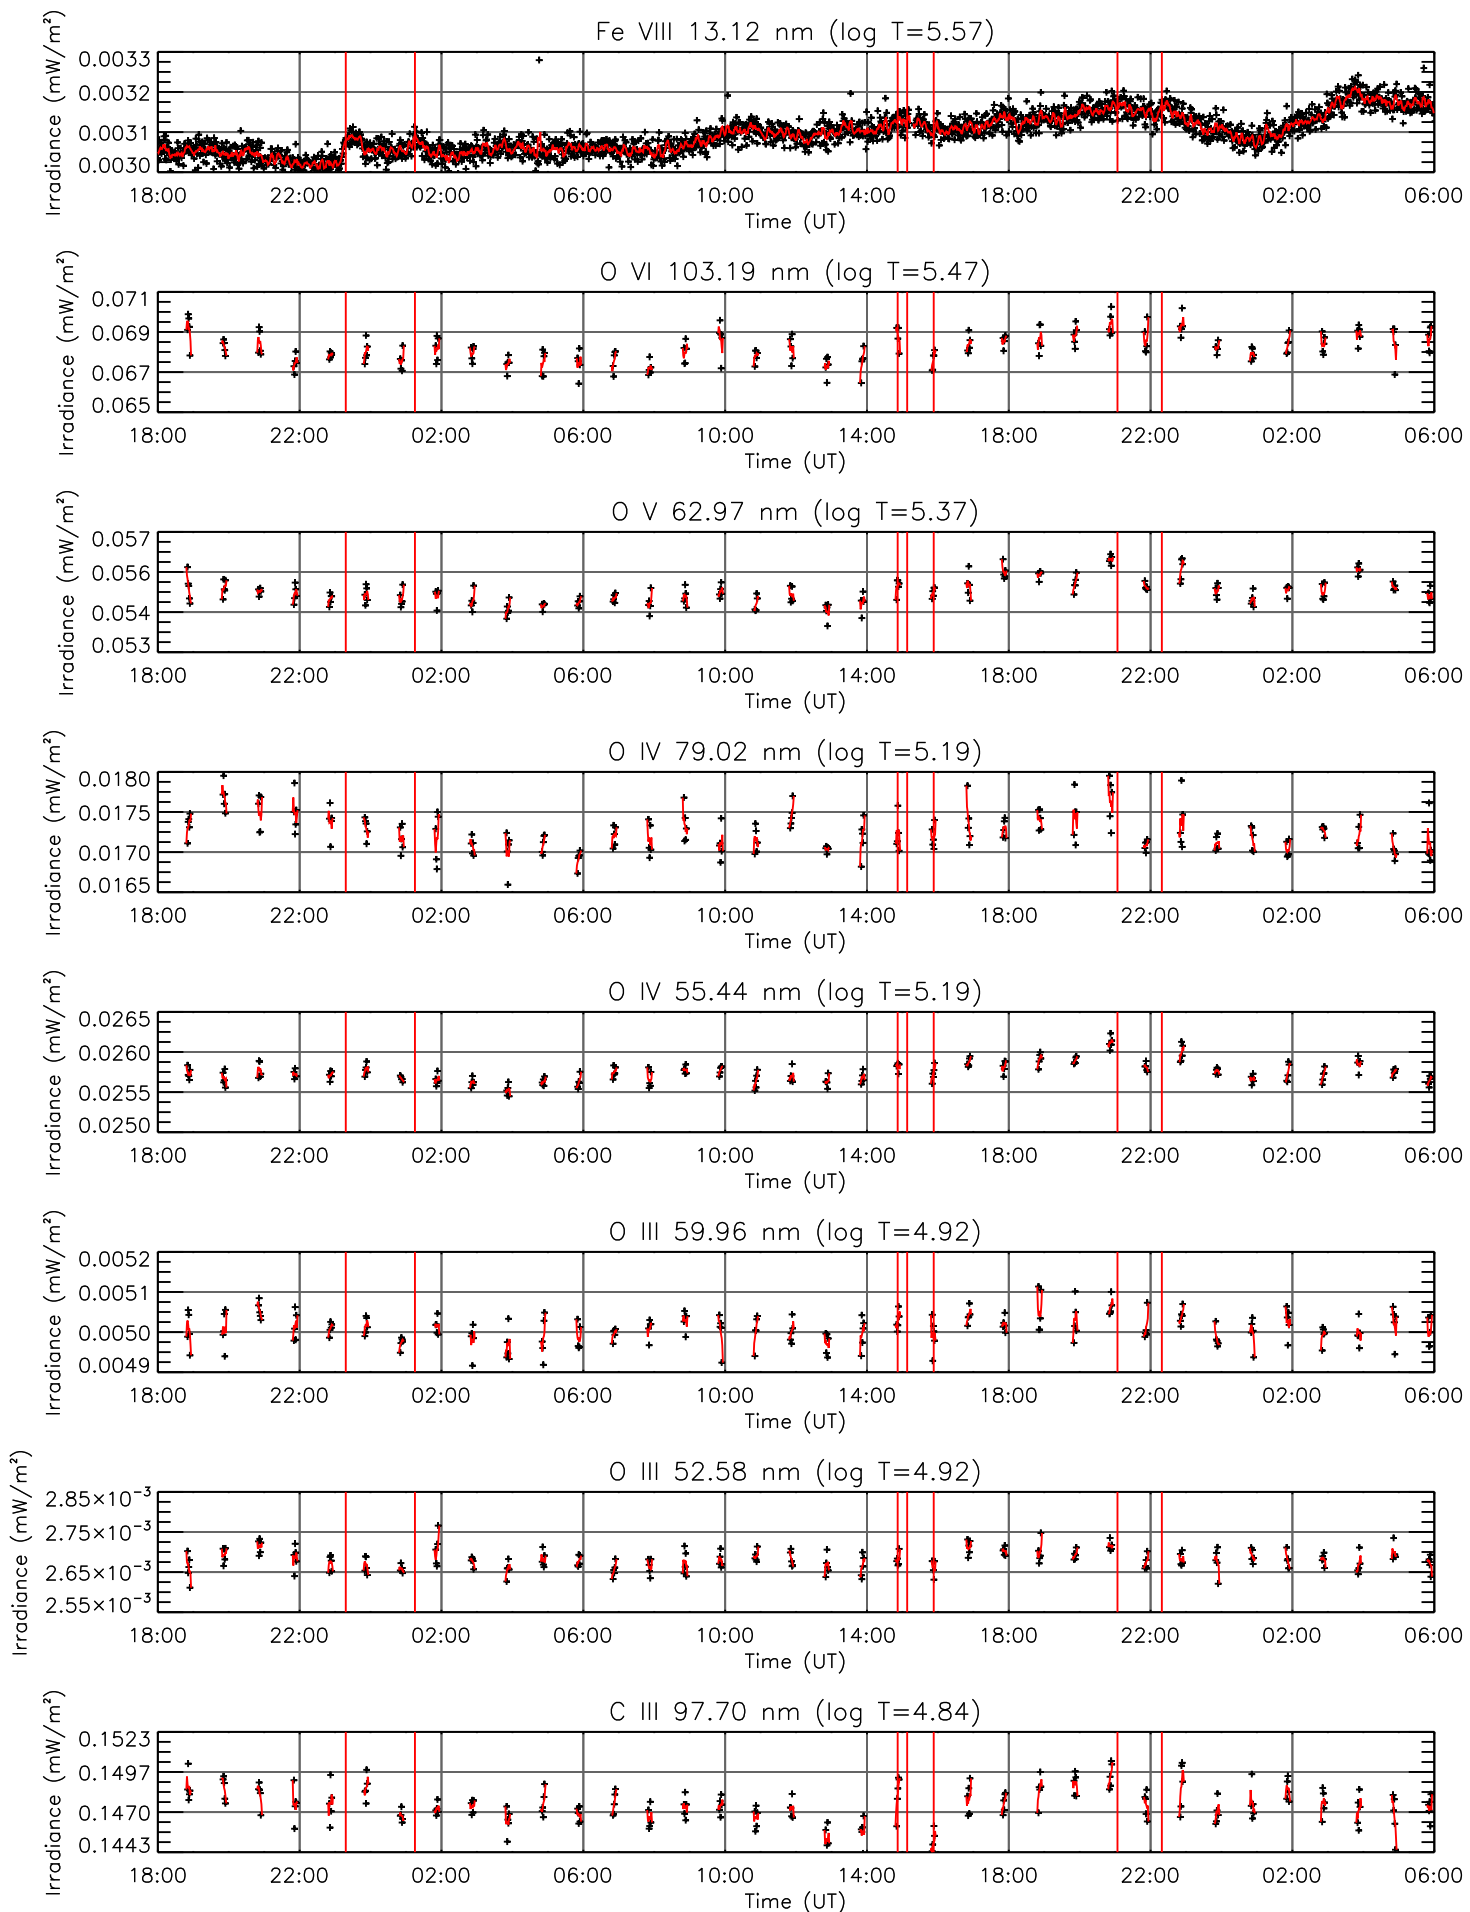 Fe VIII 13.12 nm (log T=5.57)
Irradiance (mW/m²)
0.0033
0.0032
0.0031
0.0030
18:00 22:00 02:00 06:00 10:00 14:00 18:00 22:00 02:00 06:00
Time (UT)
O VI 103.19 nm (log T=5.47)
Irradiance (mW/m²)
0.071
0.069
0.067
0.065
18:00 22:00 02:00 06:00 10:00 14:00 18:00 22:00 02:00 06:00
Time (UT)
O V 62.97 nm (log T=5.37)
Irradiance (mW/m²)
0.057
0.056
0.054
0.053
18:00 22:00 02:00 06:00 10:00 14:00 18:00 22:00 02:00 06:00
Time (UT)
O IV 79.02 nm (log T=5.19)
Irradiance (mW/m²)
0.0180
0.0175
0.0170
0.0165
18:00 22:00 02:00 06:00 10:00 14:00 18:00 22:00 02:00 06:00
Time (UT)
O IV 55.44 nm (log T=5.19)
Irradiance (mW/m²)
0.0265
0.0260
0.0255
0.0250
18:00 22:00 02:00 06:00 10:00 14:00 18:00 22:00 02:00 06:00
Time (UT)
O III 59.96 nm (log T=4.92)
Irradiance (mW/m²)
0.0052
0.0051
0.0050
0.0049
18:00 22:00 02:00 06:00 10:00 14:00 18:00 22:00 02:00 06:00
Time (UT)
O III 52.58 nm (log T=4.92)
Irradiance (mW/m²)
2.85×10⁻³
2.75×10⁻³
2.65×10⁻³
2.55×10⁻³
18:00 22:00 02:00 06:00 10:00 14:00 18:00 22:00 02:00 06:00
Time (UT)
C III 97.70 nm (log T=4.84)
Irradiance (mW/m²)
0.1523
0.1497
0.1470
0.1443
18:00 22:00 02:00 06:00 10:00 14:00 18:00 22:00 02:00 06:00
Time (UT)